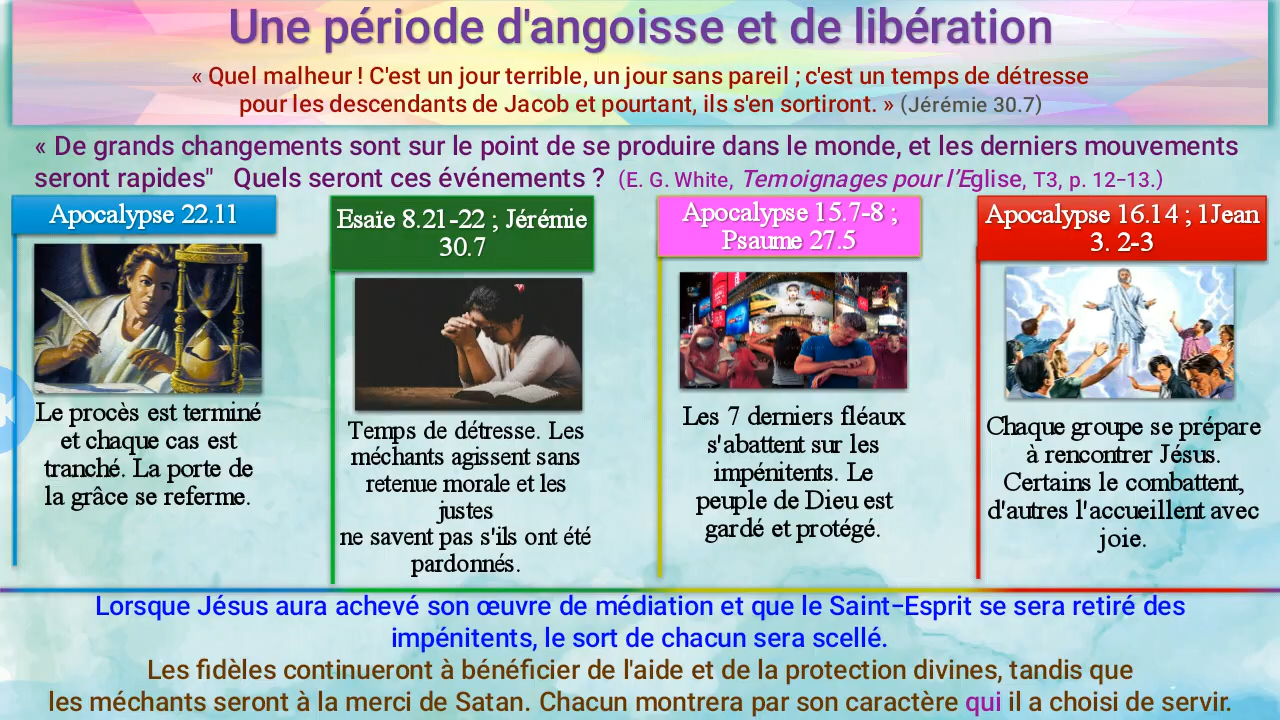 Une période d'angoisse et de libération
« Quel malheur ! C'est un jour terrible, un jour sans pareil ; c'est un temps de détresse
pour les descendants de Jacob et pourtant, ils s'en sortiront. » (Jérémie 30.7)
« De grands changements sont sur le point de se produire dans le monde, et les derniers mouvements
seront rapides" Quels seront ces événements ? (E. G. White, Temoignages pour l’Eglise, T3, p. 12-13.)
Apocalypse 22.11
Le procès est terminé
et chaque cas est
tranché. La porte de
la grâce se referme.
Esaïe 8.21-22 ; Jérémie
30.7
Temps de détresse. Les
méchants agissent sans
retenue morale et les
justes
ne savent pas s'ils ont été
pardonnés.
Apocalypse 15.7-8 ;
Psaume 27.5
Les 7 derniers fléaux
s'abattent sur les
impénitents. Le
peuple de Dieu est
gardé et protégé.
Apocalypse 16.14 ; 1Jean
3. 2-3
Chaque groupe se prépare
à rencontrer Jésus.
Certains le combattent,
d'autres l'accueillent avec
joie.
Lorsque Jésus aura achevé son œuvre de médiation et que le Saint-Esprit se sera retiré des
impénitents, le sort de chacun sera scellé.
Les fidèles continueront à bénéficier de l'aide et de la protection divines, tandis que
les méchants seront à la merci de Satan. Chacun montrera par son caractère qui il a choisi de servir.